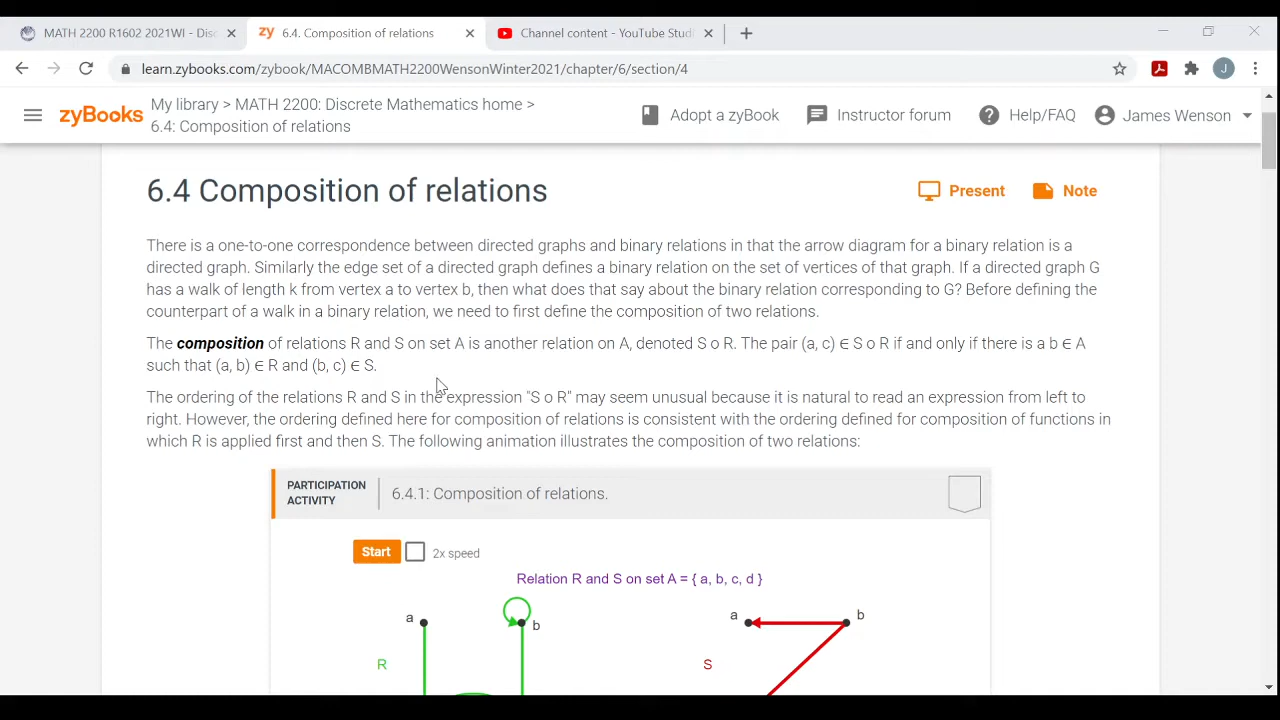 MATH 2200 R1602 2021WI - Disc
zy 6.4. Composition of relations
Channel content - YouTube Studi
learn.zybooks.com/zybook/MACOMBMATH2200WensonWinter2021/chapter/6/section/4
J
zyBooks
My library > MATH 2200: Discrete Mathematics home >
6.4: Composition of relations
Adopt a zyBook
Instructor forum
Help/FAQ
James Wenson
6.4 Composition of relations
Present
Note
There is a one-to-one correspondence between directed graphs and binary relations in that the arrow diagram for a binary relation is a
directed graph. Similarly the edge set of a directed graph defines a binary relation on the set of vertices of that graph. If a directed graph G
has a walk of length k from vertex a to vertex b, then what does that say about the binary relation corresponding to G? Before defining the
counterpart of a walk in a binary relation, we need to first define the composition of two relations.
The composition of relations R and S on set A is another relation on A, denoted S o R. The pair (a, c) ∈ S o R if and only if there is a b ∈ A
such that (a, b) ∈ R and (b, c) ∈ S.
The ordering of the relations R and S in the expression "S o R" may seem unusual because it is natural to read an expression from left to
right. However, the ordering defined here for composition of relations is consistent with the ordering defined for composition of functions in
which R is applied first and then S. The following animation illustrates the composition of two relations:
PARTICIPATION
ACTIVITY
6.4.1: Composition of relations.
Start
2x speed
Relation R and S on set A = { a, b, c, d }
a
b
a
b
R
S